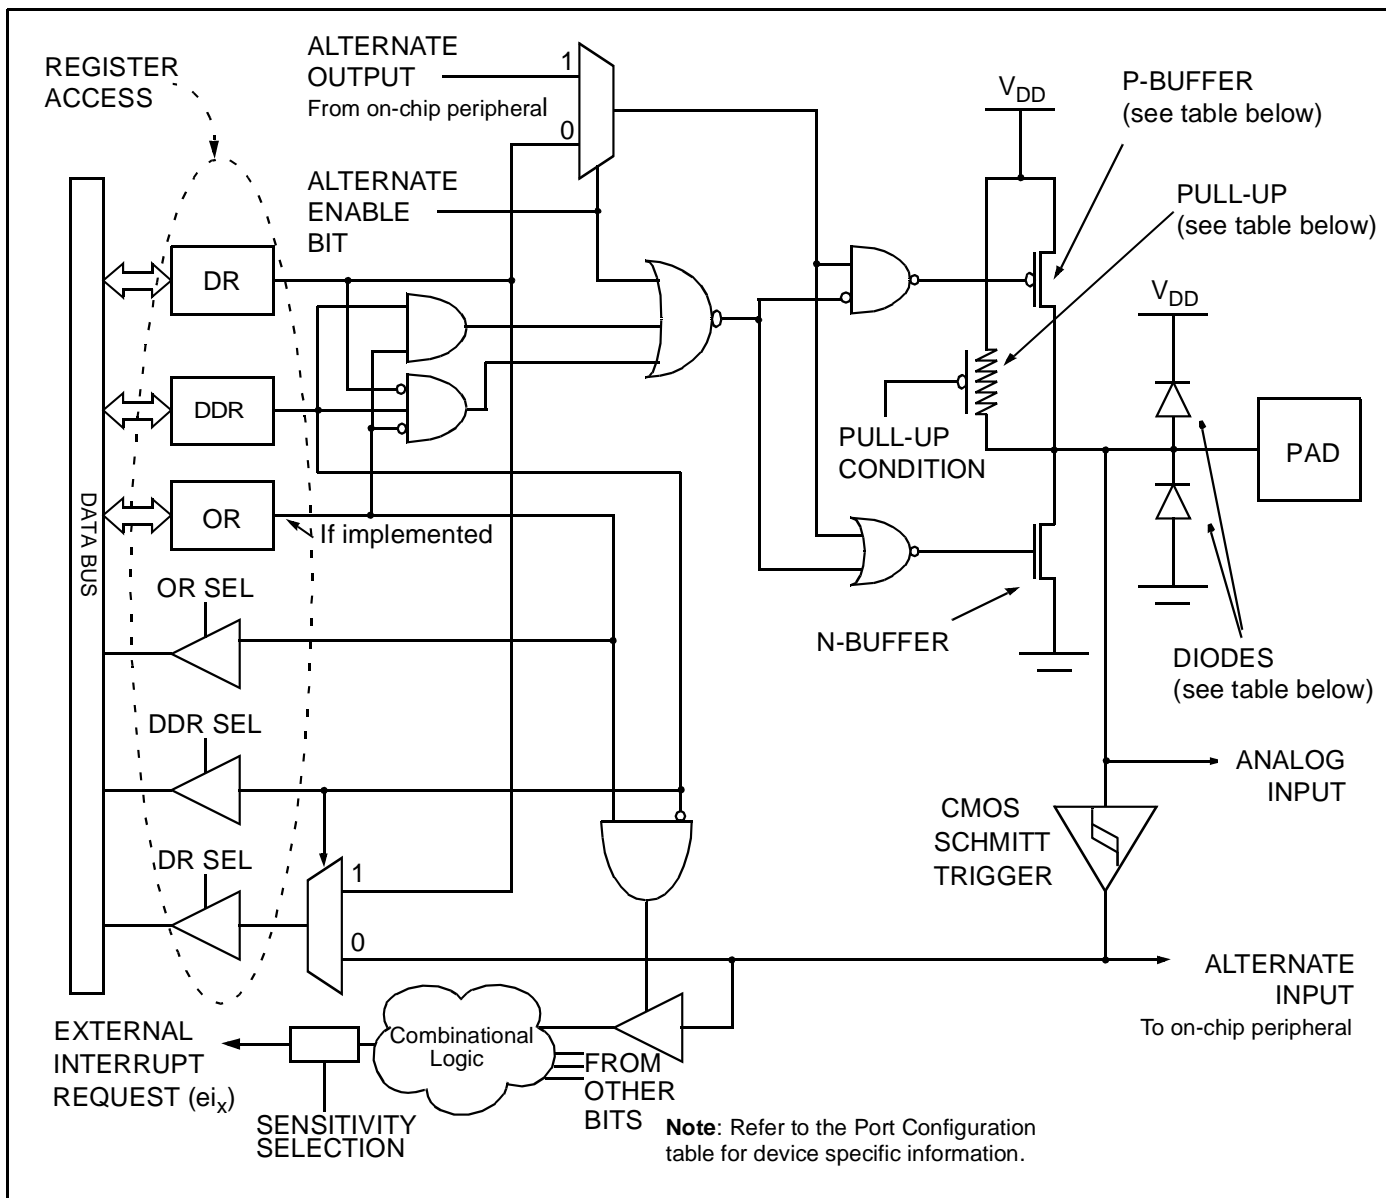 REGISTER
ACCESS
ALTERNATE
OUTPUT
From on-chip peripheral
1
0
ALTERNATE
ENABLE
BIT
VDD
P-BUFFER
(see table below)
PULL-UP
(see table below)
VDD
DR
DDR
OR
If implemented
DATA BUS
PULL-UP
CONDITION
PAD
N-BUFFER
DIODES
(see table below)
OR SEL
DDR SEL
DR SEL
1
0
ANALOG
INPUT
CMOS
SCHMITT
TRIGGER
ALTERNATE
INPUT
To on-chip peripheral
EXTERNAL
INTERRUPT
REQUEST (eix)
Combinational
Logic
FROM
OTHER
BITS
SENSITIVITY
SELECTION
Note: Refer to the Port Configuration
table for device specific information.